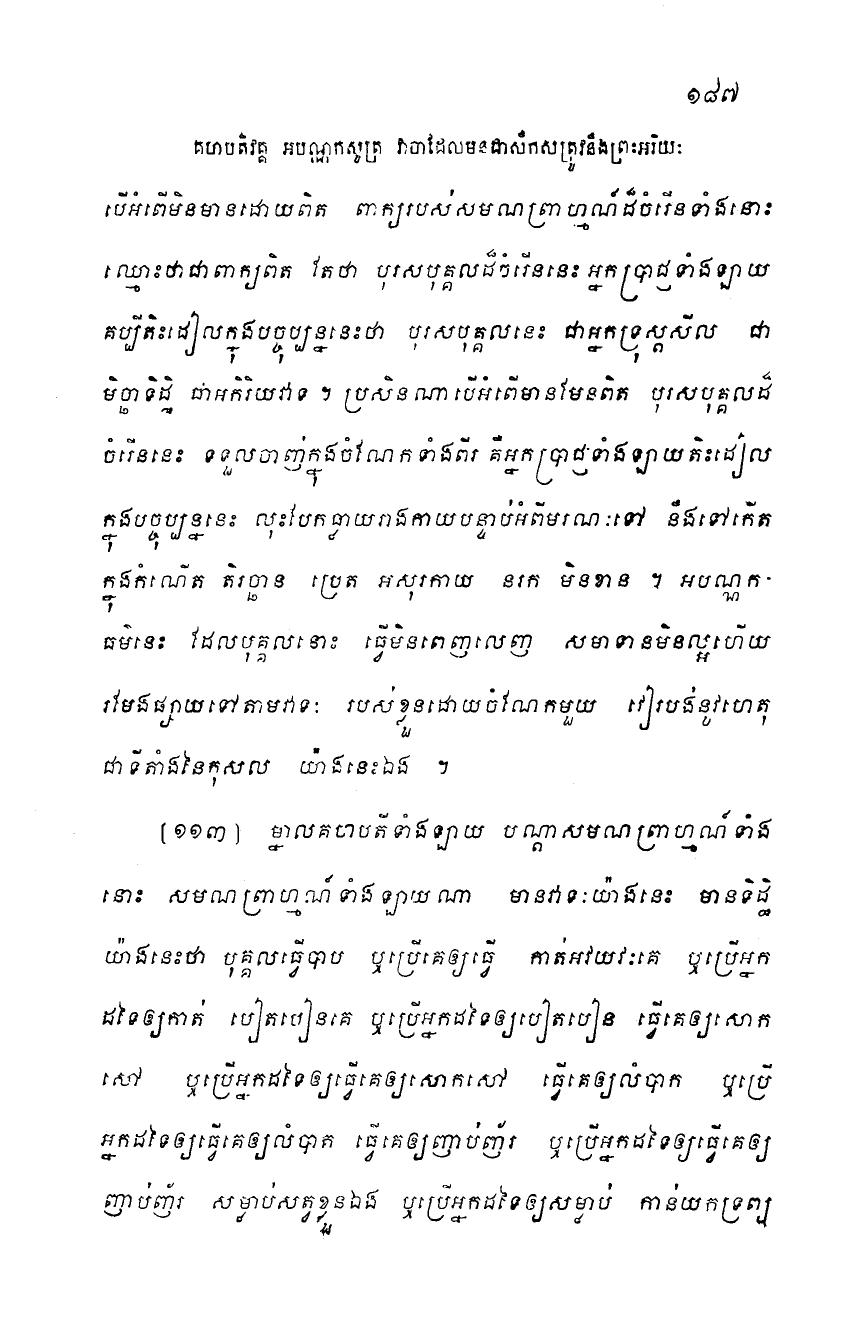 ១៨៧
គហបតិវគ្គ អបណ្ណកសូត្រ វាចាដែលមនជាសឹកសត្រូវនឹងព្រះអរិយៈ
បើអំពើមិនមានដោយពិត ពាក្យរបស់សមណព្រាហ្មណ៍ដ៏ចំរើនទាំងនោះ
ឈ្មោះថាជាពាក្យពិត តែថា បុរសបុគ្គលដ៏ចំរើននេះ អ្នកប្រាជ្ញទាំងឡាយ
គប្បីតិះដៀលក្នុងបច្ចុប្បន្ននេះថា បុរសបុគ្គលនេះ ជាអ្នកទ្រុស្តសីល ជា
មិច្ឆាទិដ្ឋិ ជាអកិរិយវាទ ។ ប្រសិនណាបើអំពើមានមែនពិត បុរសបុគ្គលដ៏
ចំរើននេះ ទទួលចាញ់ក្នុងចំណែកទាំងពីរ គឺអ្នកប្រាជ្ញទាំងឡាយតិះដៀល
ក្នុងបច្ចុប្បន្ននេះ លុះបែកធ្លាយរាងកាយបន្ទាប់អំពីមរណៈទៅ នឹងទៅកើត
ក្នុងកំណើត តិរច្ឆាន ប្រេត អសុរកាយ នរក មិនខាន ។ អបណ្ណក-
ធម៌នេះ ដែលបុគ្គលនោះ ធ្វើមិនពេញលេញ សមាទានមិនល្អហើយ
រមែងផ្សាយទៅតាមវាទៈ របស់ខ្លួនដោយចំណែកមួយ វៀរបង់នូវហេតុ
ជាទីតាំងនៃកុសល យ៉ាងនេះឯង ។
(១១៣) ម្នាលគហបតីទាំងឡាយ បណ្តាសមណព្រាហ្មណ៍ទាំង
នោះ សមណព្រាហ្មណ៍ទាំងឡាយណា មានវាទៈយ៉ាងនេះ មានទិដ្ឋិ
យ៉ាងនេះថា បុគ្គលធ្វើបាប ឬប្រើគេឲ្យធ្វើ កាត់អវយវៈគេ ឬប្រើអ្នក
ដទៃឲ្យកាត់ បៀតបៀនគេ ឬប្រើអ្នកដទៃឲ្យបៀតបៀន ធ្វើគេឲ្យសោក
សៅ ឬប្រើអ្នកដទៃឲ្យធ្វើគេឲ្យសោកសៅ ធ្វើគេឲ្យលំបាក ឬប្រើ
អ្នកដទៃឲ្យធ្វើគេឲ្យលំបាត ធ្វើគេឲ្យញាប់ញ័រ ឬប្រើអ្នកដទៃឲ្យធ្វើគេឲ្យ
ញាប់ញ័រ សម្លាប់សត្វខ្លួនឯង ឬប្រើអ្នកដទៃឲ្យសម្លាប់ កាន់យកទ្រព្យ